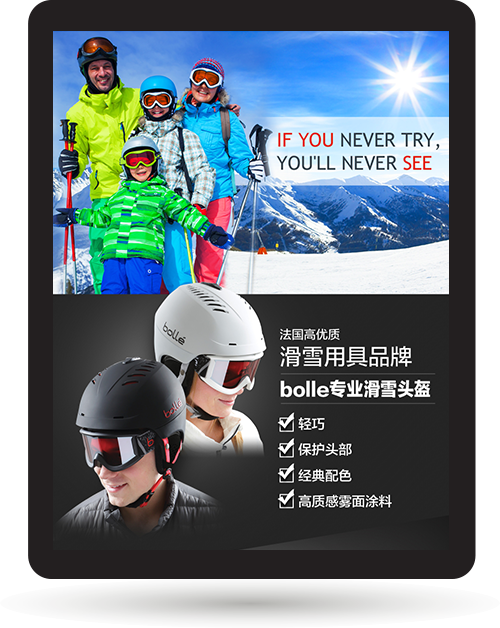 IF YOU NEVER TRY,
YOU'LL NEVER SEE
bollé
bollé
法国高优质
滑雪用具品牌
bolle专业滑雪头盔
轻巧
保护头部
经典配色
高质感雾面涂料